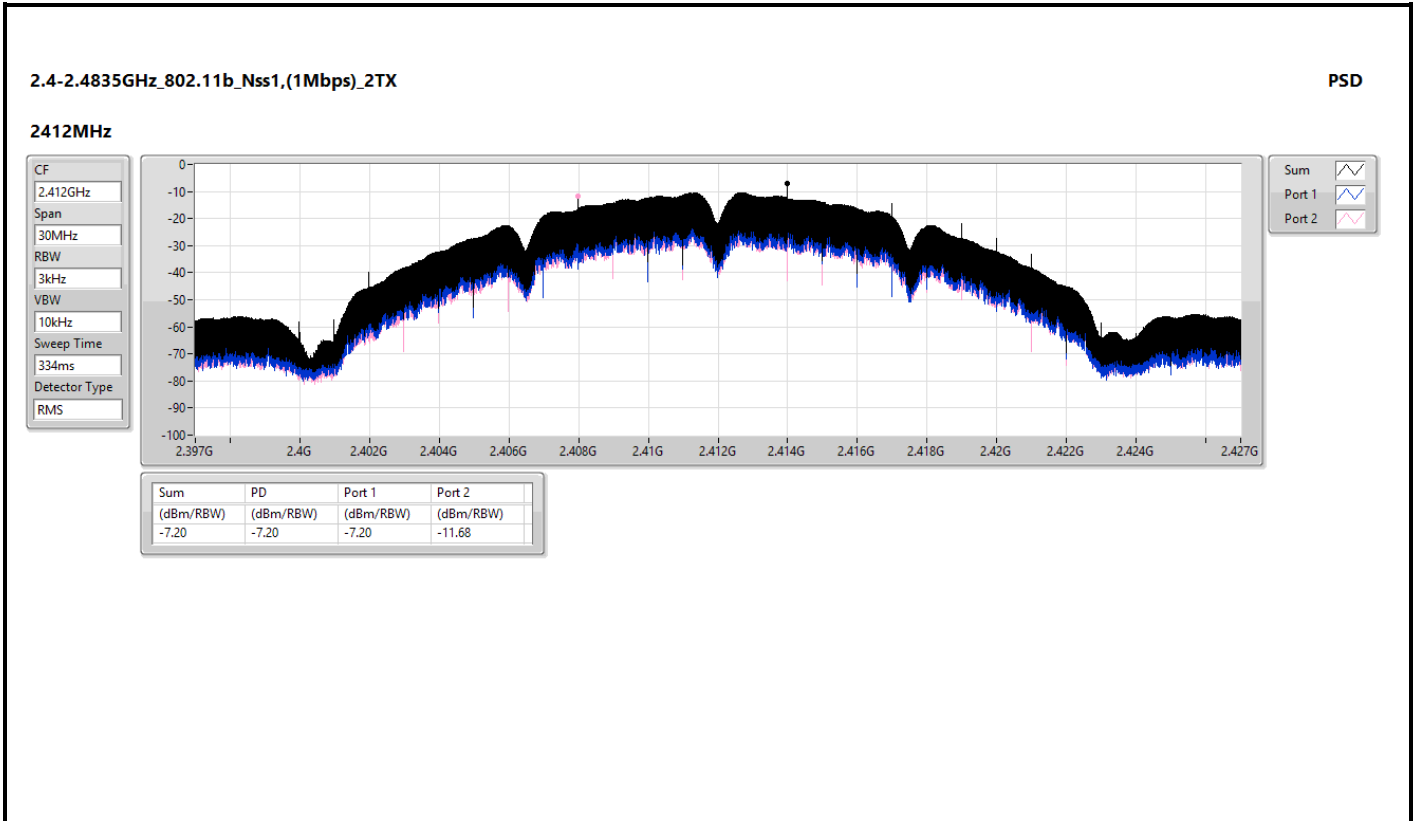 2.4-2.4835GHz_802.11b_Nss1,(1Mbps)_2TX PSD
2412MHz
CF
2.412GHz
Span
30MHz
RBW
3kHz
VBW
10kHz
Sweep Time
334ms
Detector Type
RMS
0
-10
-20
-30
-40
-50
-60
-70
-80
-90
-100
2.397G 2.4G 2.402G 2.404G 2.406G 2.408G 2.41G 2.412G 2.414G 2.416G 2.418G 2.42G 2.422G 2.424G 2.427G
Sum
Port 1
Port 2
Sum PD Port 1 Port 2
(dBm/RBW) (dBm/RBW) (dBm/RBW) (dBm/RBW)
-7.20 -7.20 -7.20 -11.68